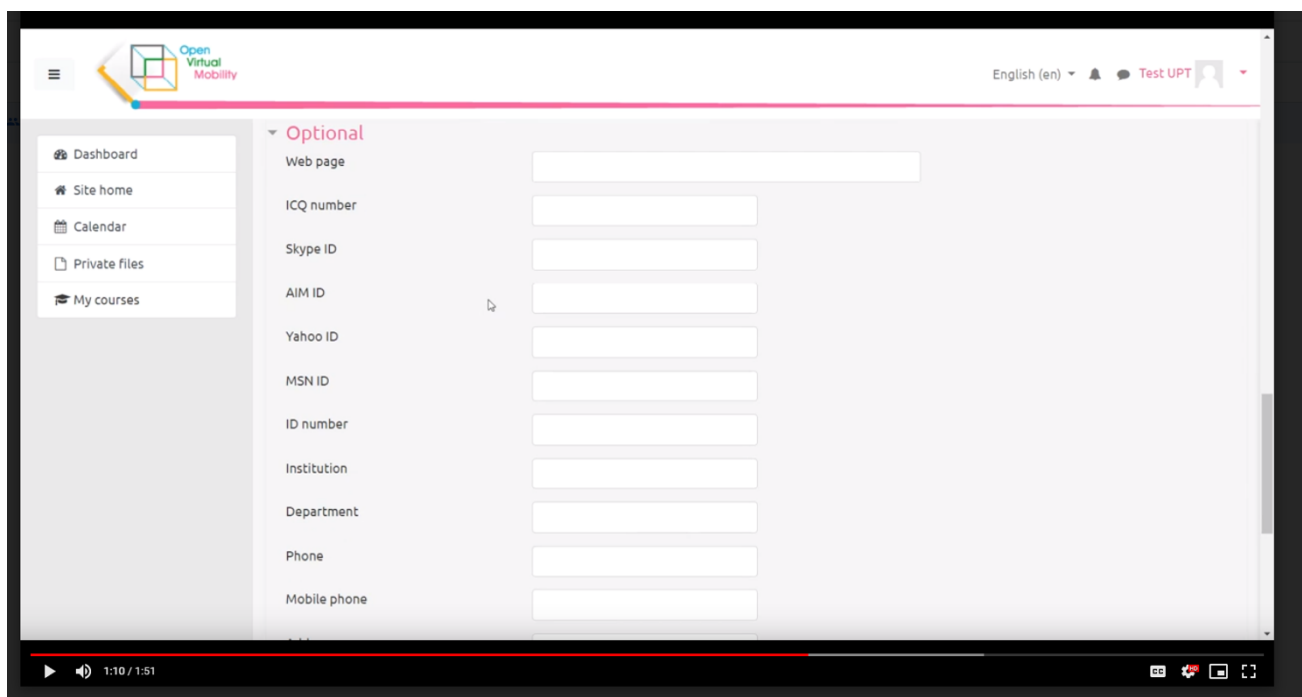 Open
Virtual
Mobility
English (en)
Test UPT
Dashboard
Site home
Calendar
Private files
My courses
Optional
Web page
ICQ number
Skype ID
AIM ID
Yahoo ID
MSN ID
ID number
Institution
Department
Phone
Mobile phone
1:10 / 1:51
CC
HD